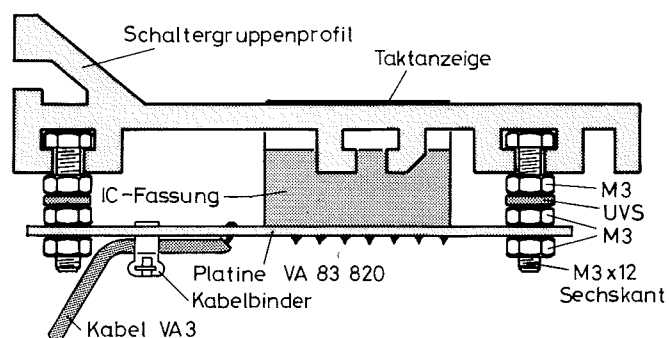 Schaltergruppenprofil
Taktanzeige
IC-Fassung
M3
UVS
M3
Platine VA 83 820
M3x12
Sechskant
Kabelbinder
Kabel VA3